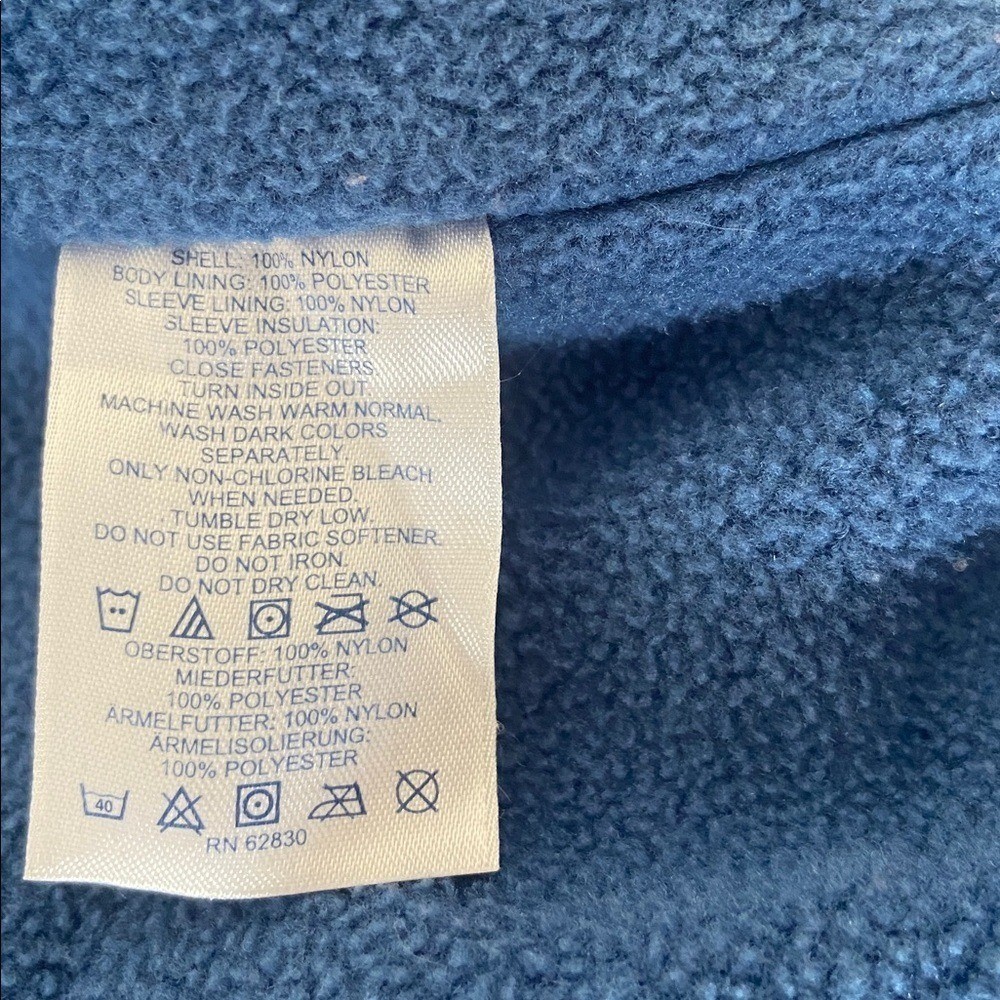 SHELL: 100% NYLON
BODY LINING: 100% POLYESTER
SLEEVE LINING: 100% NYLON
SLEEVE INSULATION:
100% POLYESTER
CLOSE FASTENERS.
TURN INSIDE OUT.
MACHINE WASH WARM NORMAL.
WASH DARK COLORS
SEPARATELY.
ONLY NON-CHLORINE BLEACH
WHEN NEEDED.
TUMBLE DRY LOW.
DO NOT USE FABRIC SOFTENER.
DO NOT IRON.
DO NOT DRY CLEAN.
OBERSTOFF: 100% NYLON
MIEDERFUTTER:
100% POLYESTER
ARMELFUTTER: 100% NYLON
ÄRMELISOLIERUNG:
100% POLYESTER
40
RN 62830